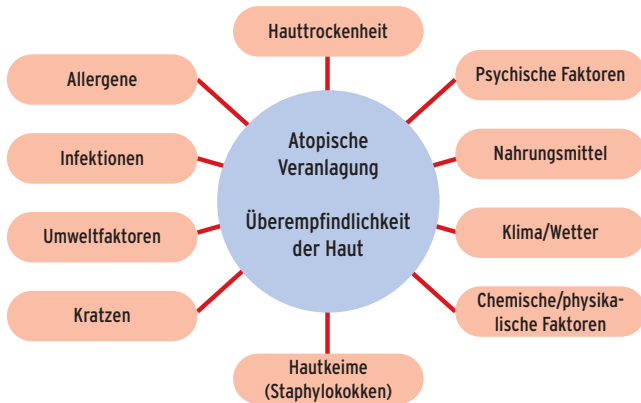 Hauttrockenheit
Allergene
Psychische Faktoren
Infektionen
Atopische
Veranlagung
Nahrungsmittel
Umweltfaktoren
Überempfindlichkeit
der Haut
Klima/Wetter
Kratzen
Chemische/physika-
lische Faktoren
Hautkeime
(Staphylokokken)